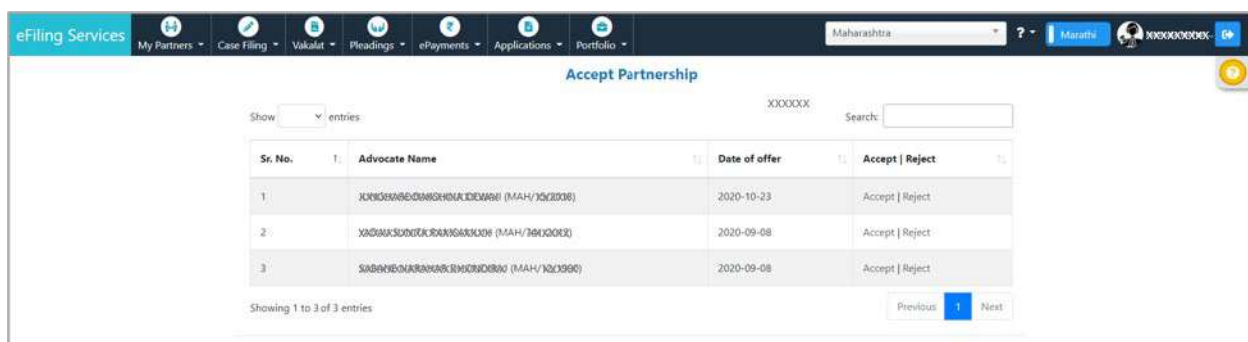 eFiling Services My Partners Case Filing Vakalat Pleadings ePayments Applications Portfolio Maharashtra ? Marathi
Accept Partnership
XXXXXX
Show entries Search:
Sr. No. Advocate Name Date of offer Accept | Reject
1 (MAH/ 2020-10-23 Accept | Reject
2 (MAH/ 2020-09-08 Accept | Reject
3 (MAH/ 2020-09-08 Accept | Reject
Showing 1 to 3 of 3 entries Previous 1 Next